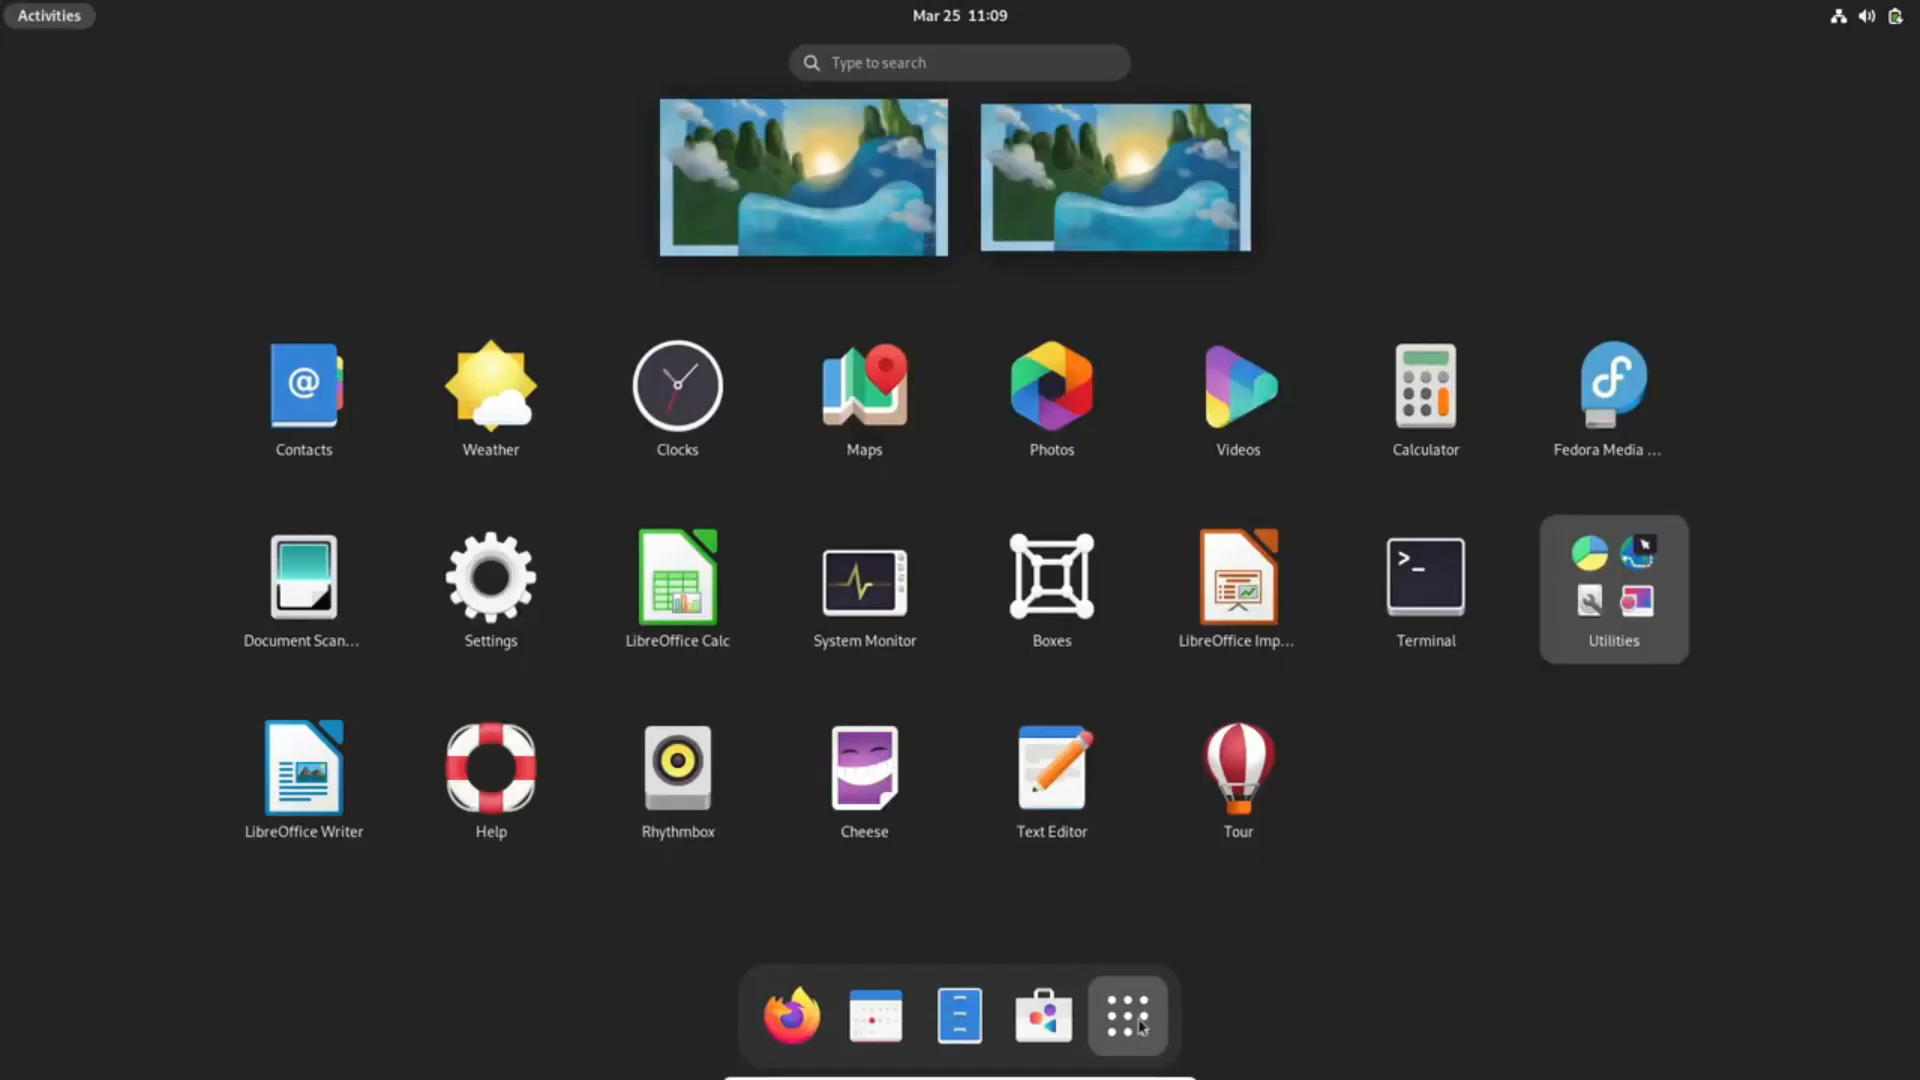 Activities
Mar 25 11:09
Type to search
Contacts
Weather
Clocks
Maps
Photos
Videos
Calculator
Fedora Media ...
Document Scan...
Settings
LibreOffice Calc
System Monitor
Boxes
LibreOffice Imp...
Terminal
Utilities
LibreOffice Writer
Help
Rhythmbox
Cheese
Text Editor
Tour